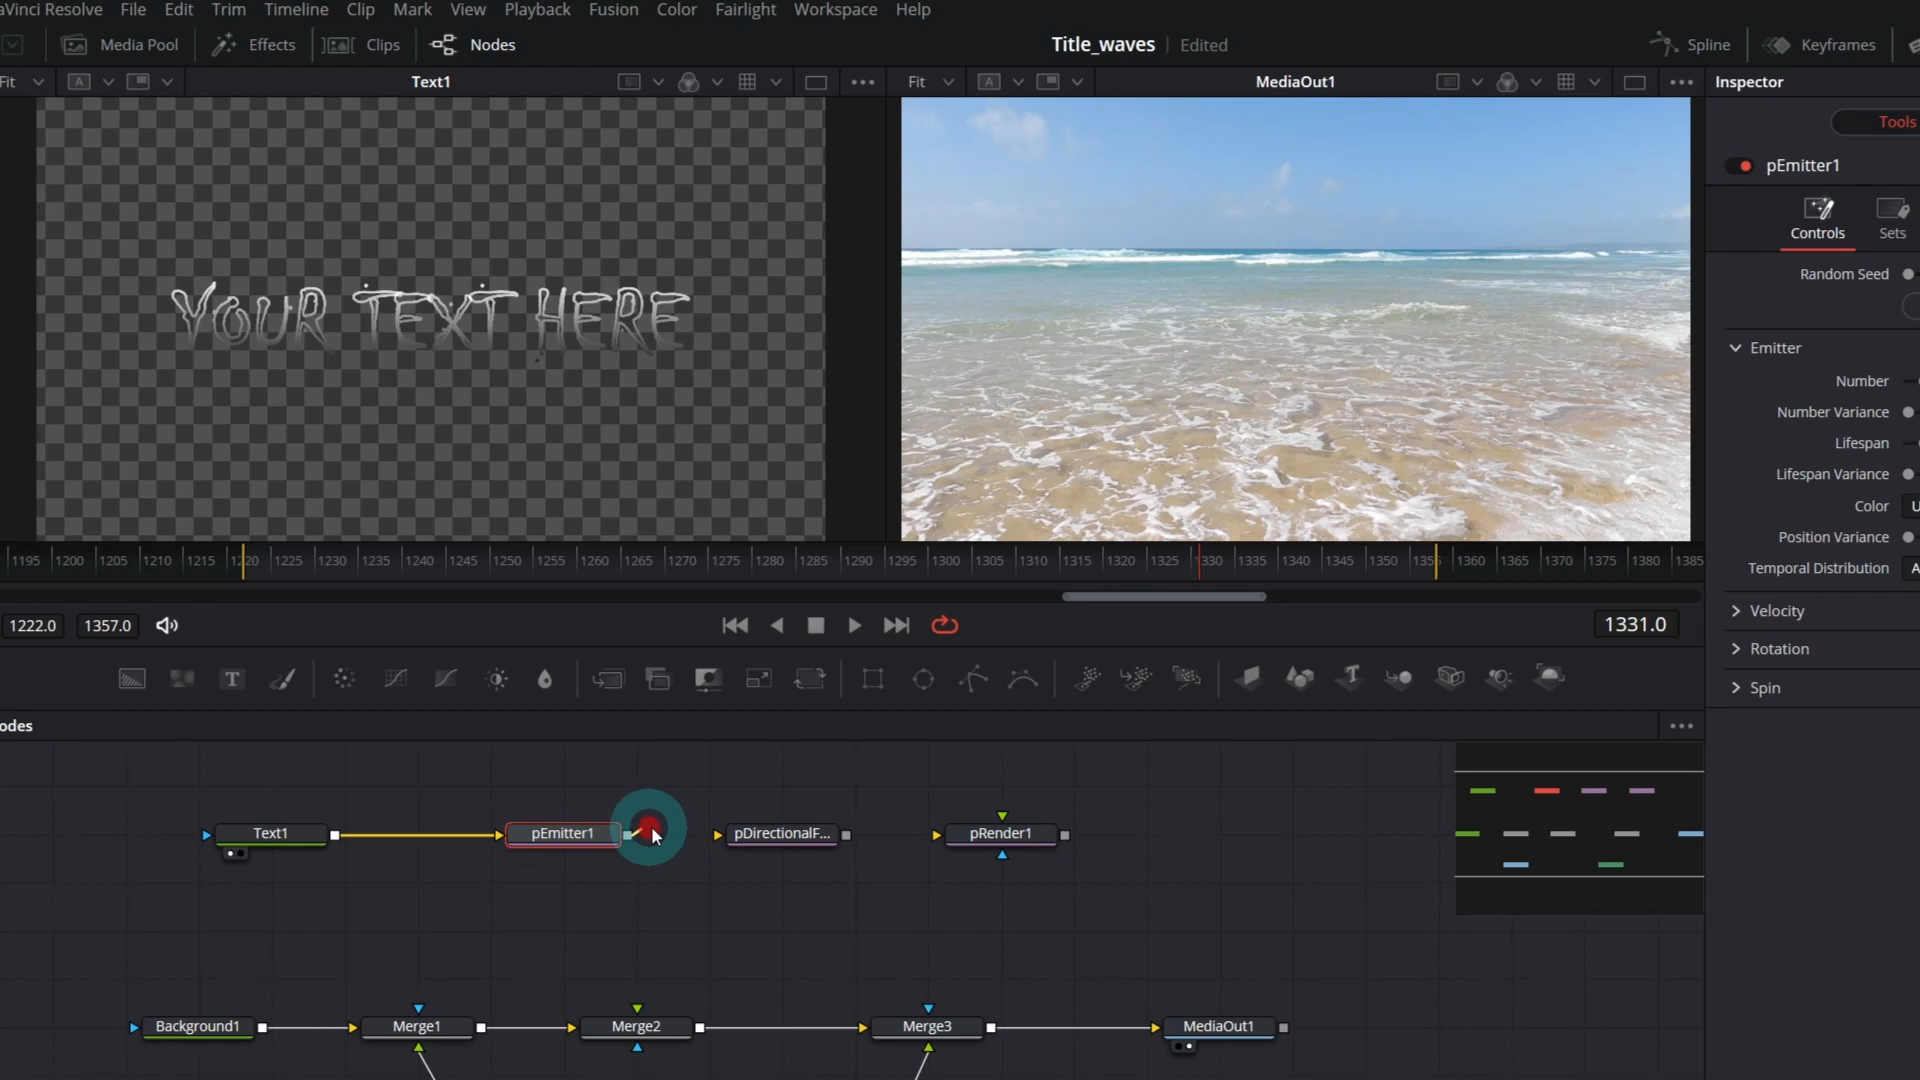 aVinci Resolve File Edit Trim Timeline Clip Mark View Playback Fusion Color Fairlight Workspace Help
Media Pool Effects Clips Nodes Title_waves Edited Spline Keyframes
Fit A Text1 Fit A MediaOut1 Inspector
Tools
pEmitter1
Controls Sets
Random Seed
YOUR TEXT HERE
Emitter
Number
Number Variance
Lifespan
Lifespan Variance
Color U
Position Variance
Temporal Distribution A
Velocity
Rotation
Spin
1195 1200 1205 1210 1215 1220 1225 1230 1235 1240 1245 1250 1255 1260 1265 1270 1275 1280 1285 1290 1295 1300 1305 1310 1315 1320 1325 1330 1335 1340 1345 1350 1355 1360 1365 1370 1375 1380 1385
1222.0 1357.0 1331.0
odes
Text1 pEmitter1 pDirectionalF... pRender1
Background1 Merge1 Merge2 Merge3 MediaOut1